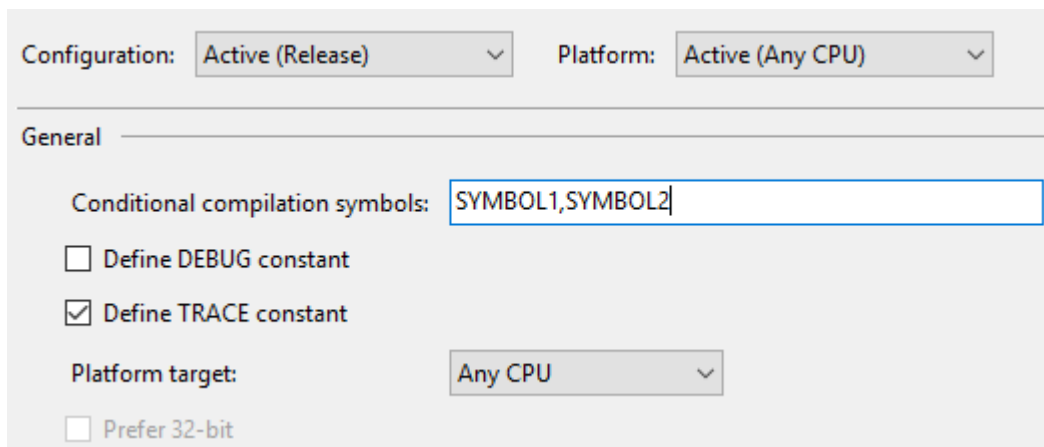 Configuration: Active (Release) Platform: Active (Any CPU)
General
Conditional compilation symbols: SYMBOL1,SYMBOL2
Define DEBUG constant
Define TRACE constant
Platform target: Any CPU
Prefer 32-bit